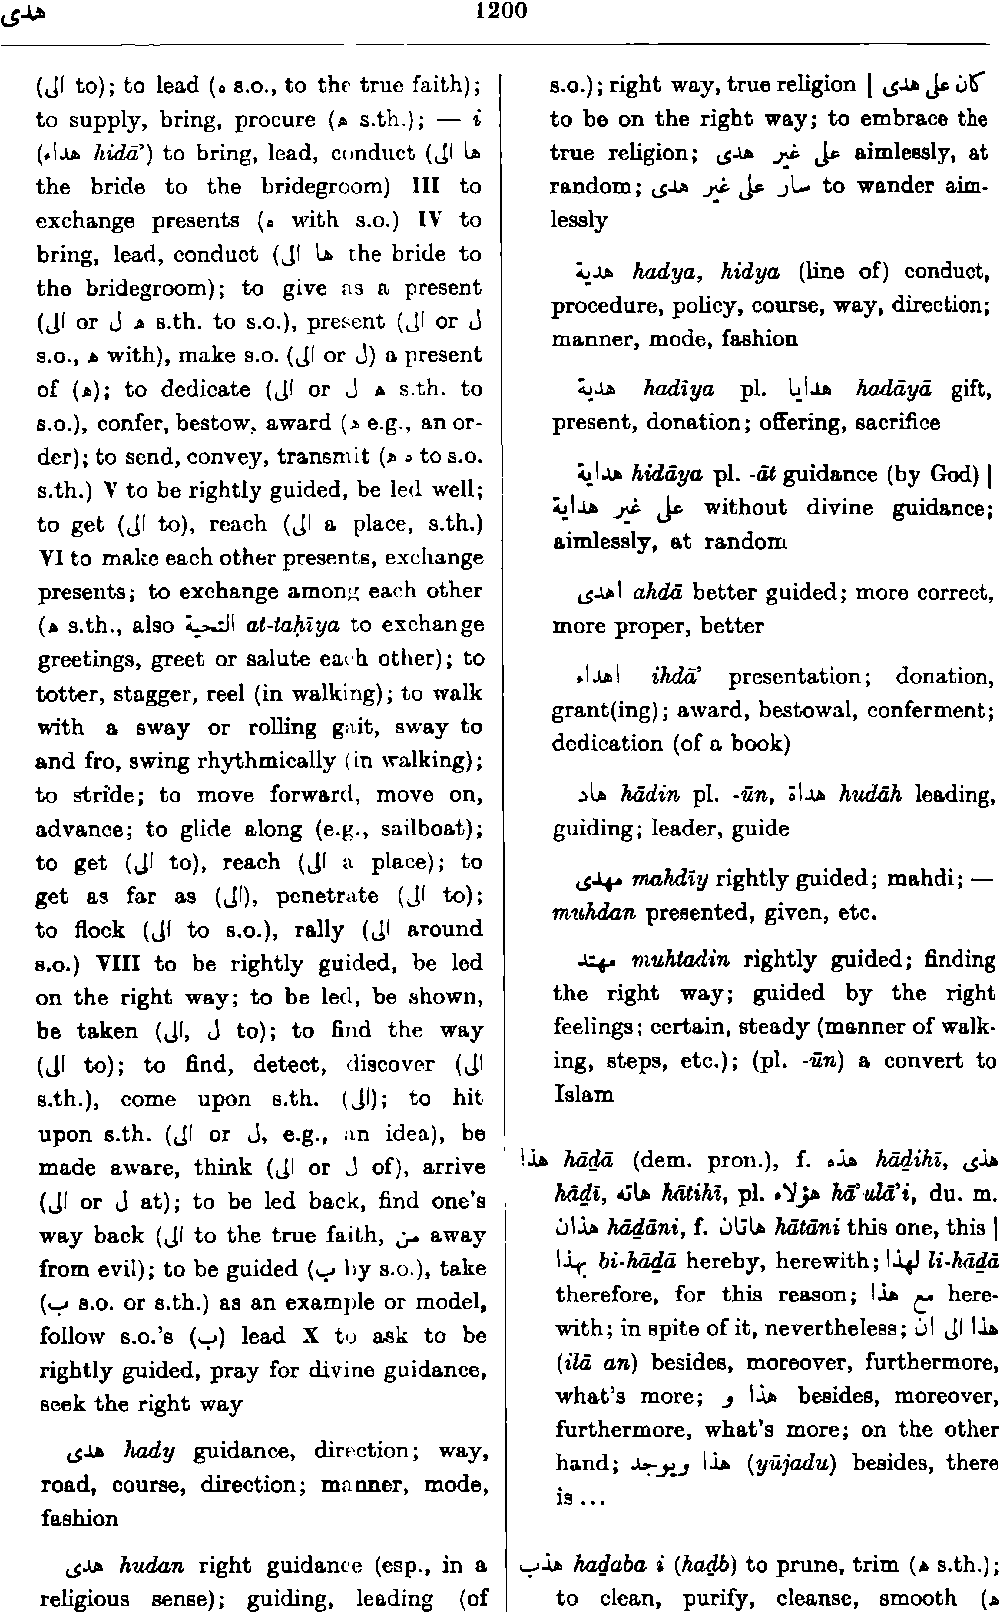 هدى
1200
(الى to); to lead (ه s.o., to the true faith);
to supply, bring, procure (ه s.th.); — i
(هداء hidā’) to bring, lead, conduct (ها الى
the bride to the bridegroom) III to
exchange presents (ه with s.o.) IV to
bring, lead, conduct (ها الى the bride to
the bridegroom); to give as a present
(الى or ل ه s.th. to s.o.), present (الى or ل
s.o., ه with), make s.o. (الى or ل) a present
of (ه); to dedicate (الى or ل ه s.th. to
s.o.), confer, bestow, award (ه e.g., an or-
der); to send, convey, transmit (ه ه to s.o.
s.th.) V to be rightly guided, be led well;
to get (الى to), reach (الى a place, s.th.)
VI to make each other presents, exchange
presents; to exchange among each other
(ه s.th., also التحية at-taḥīya to exchange
greetings, greet or salute each other); to
totter, stagger, reel (in walking); to walk
with a sway or rolling gait, sway to
and fro, swing rhythmically (in walking);
to stride; to move forward, move on,
advance; to glide along (e.g., sailboat);
to get (الى to), reach (الى a place); to
get as far as (الى), penetrate (الى to);
to flock (الى to s.o.), rally (الى around
s.o.) VIII to be rightly guided, be led
on the right way; to be led, be shown,
be taken (الى, ل to); to find the way
(الى to); to find, detect, discover (الى
s.th.), come upon s.th. (الى); to hit
upon s.th. (الى or ل, e.g., an idea), be
made aware, think (الى or ل of), arrive
(الى or ل at); to be led back, find one's
way back (الى to the true faith, من away
from evil); to be guided (ب by s.o.), take
(ب s.o. or s.th.) as an example or model,
follow s.o.'s (ب) lead X to ask to be
rightly guided, pray for divine guidance,
seek the right way
هدى hady guidance, direction; way,
road, course, direction; manner, mode,
fashion
هدى hudan right guidance (esp., in a
religious sense); guiding, leading (of
s.o.); right way, true religion | كان على هدى
to be on the right way; to embrace the
true religion; على غير هدى aimlessly, at
random; سار على غير هدى to wander aim-
lessly
هدية hadya, hidya (line of) conduct,
procedure, policy, course, way, direction;
manner, mode, fashion
هدية hadīya pl. هدايا hadāyā gift,
present, donation; offering, sacrifice
هداية hidāya pl. -āt guidance (by God) |
على غير هداية without divine guidance;
aimlessly, at random
اهدى ahdā better guided; more correct,
more proper, better
اهداء ihdā’ presentation; donation,
grant(ing); award, bestowal, conferment;
dedication (of a book)
هاد hādin pl. -ūn, هداة hudāh leading,
guiding; leader, guide
مهدى mahdīy rightly guided; mahdi; —
muhdan presented, given, etc.
مهتد muhtadin rightly guided; finding
the right way; guided by the right
feelings; certain, steady (manner of walk-
ing, steps, etc.); (pl. -ūn) a convert to
Islam
هذا hāḏā (dem. pron.), f. هذه hāḏihī, هذى
hāḏī, هاته hātihī, pl. هؤلاء hā’ulā’i, du. m.
هذان hāḏāni, f. هاتان hātāni this one, this |
بهذا bi-hāḏā hereby, herewith; لهذا li-hāḏā
therefore, for this reason; مع هذا here-
with; in spite of it, nevertheless; هذا الى ان
(ilā an) besides, moreover, furthermore,
what's more; هذا و besides, moreover,
furthermore, what's more; on the other
hand; هذا ويوجد (yūjadu) besides, there
is ...
هذب haḏaba i (haḏb) to prune, trim (ه s.th.);
to clean, purify, cleanse, smooth (ه